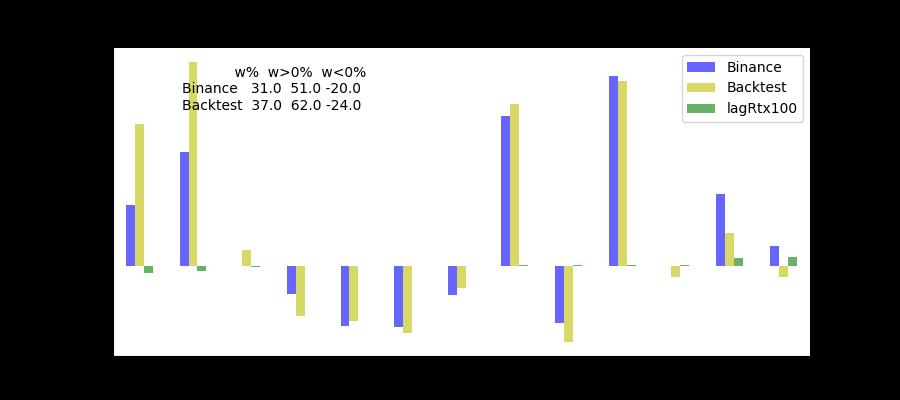 w% w>0% w<0%
Binance 31.0 51.0 -20.0
Backtest 37.0 62.0 -24.0
Binance
Backtest
lagRtx100